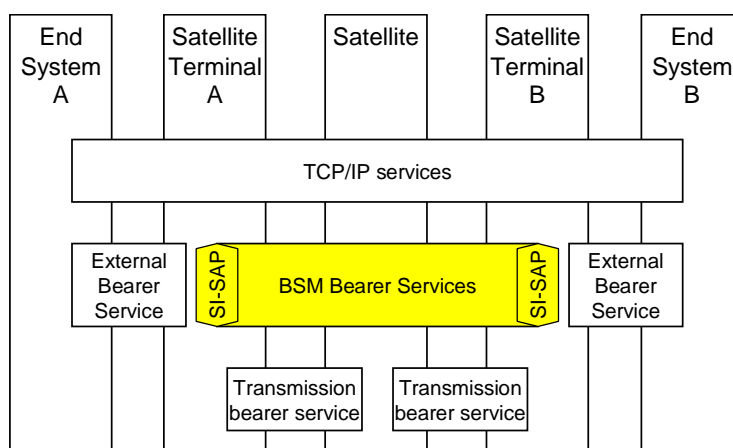 End
System
A
Satellite
Terminal
A
Satellite
Satellite
Terminal
B
End
System
B
TCP/IP services
External
Bearer
Service
SI-SAP
BSM Bearer Services
SI-SAP
External
Bearer
Service
Transmission
bearer service
Transmission
bearer service